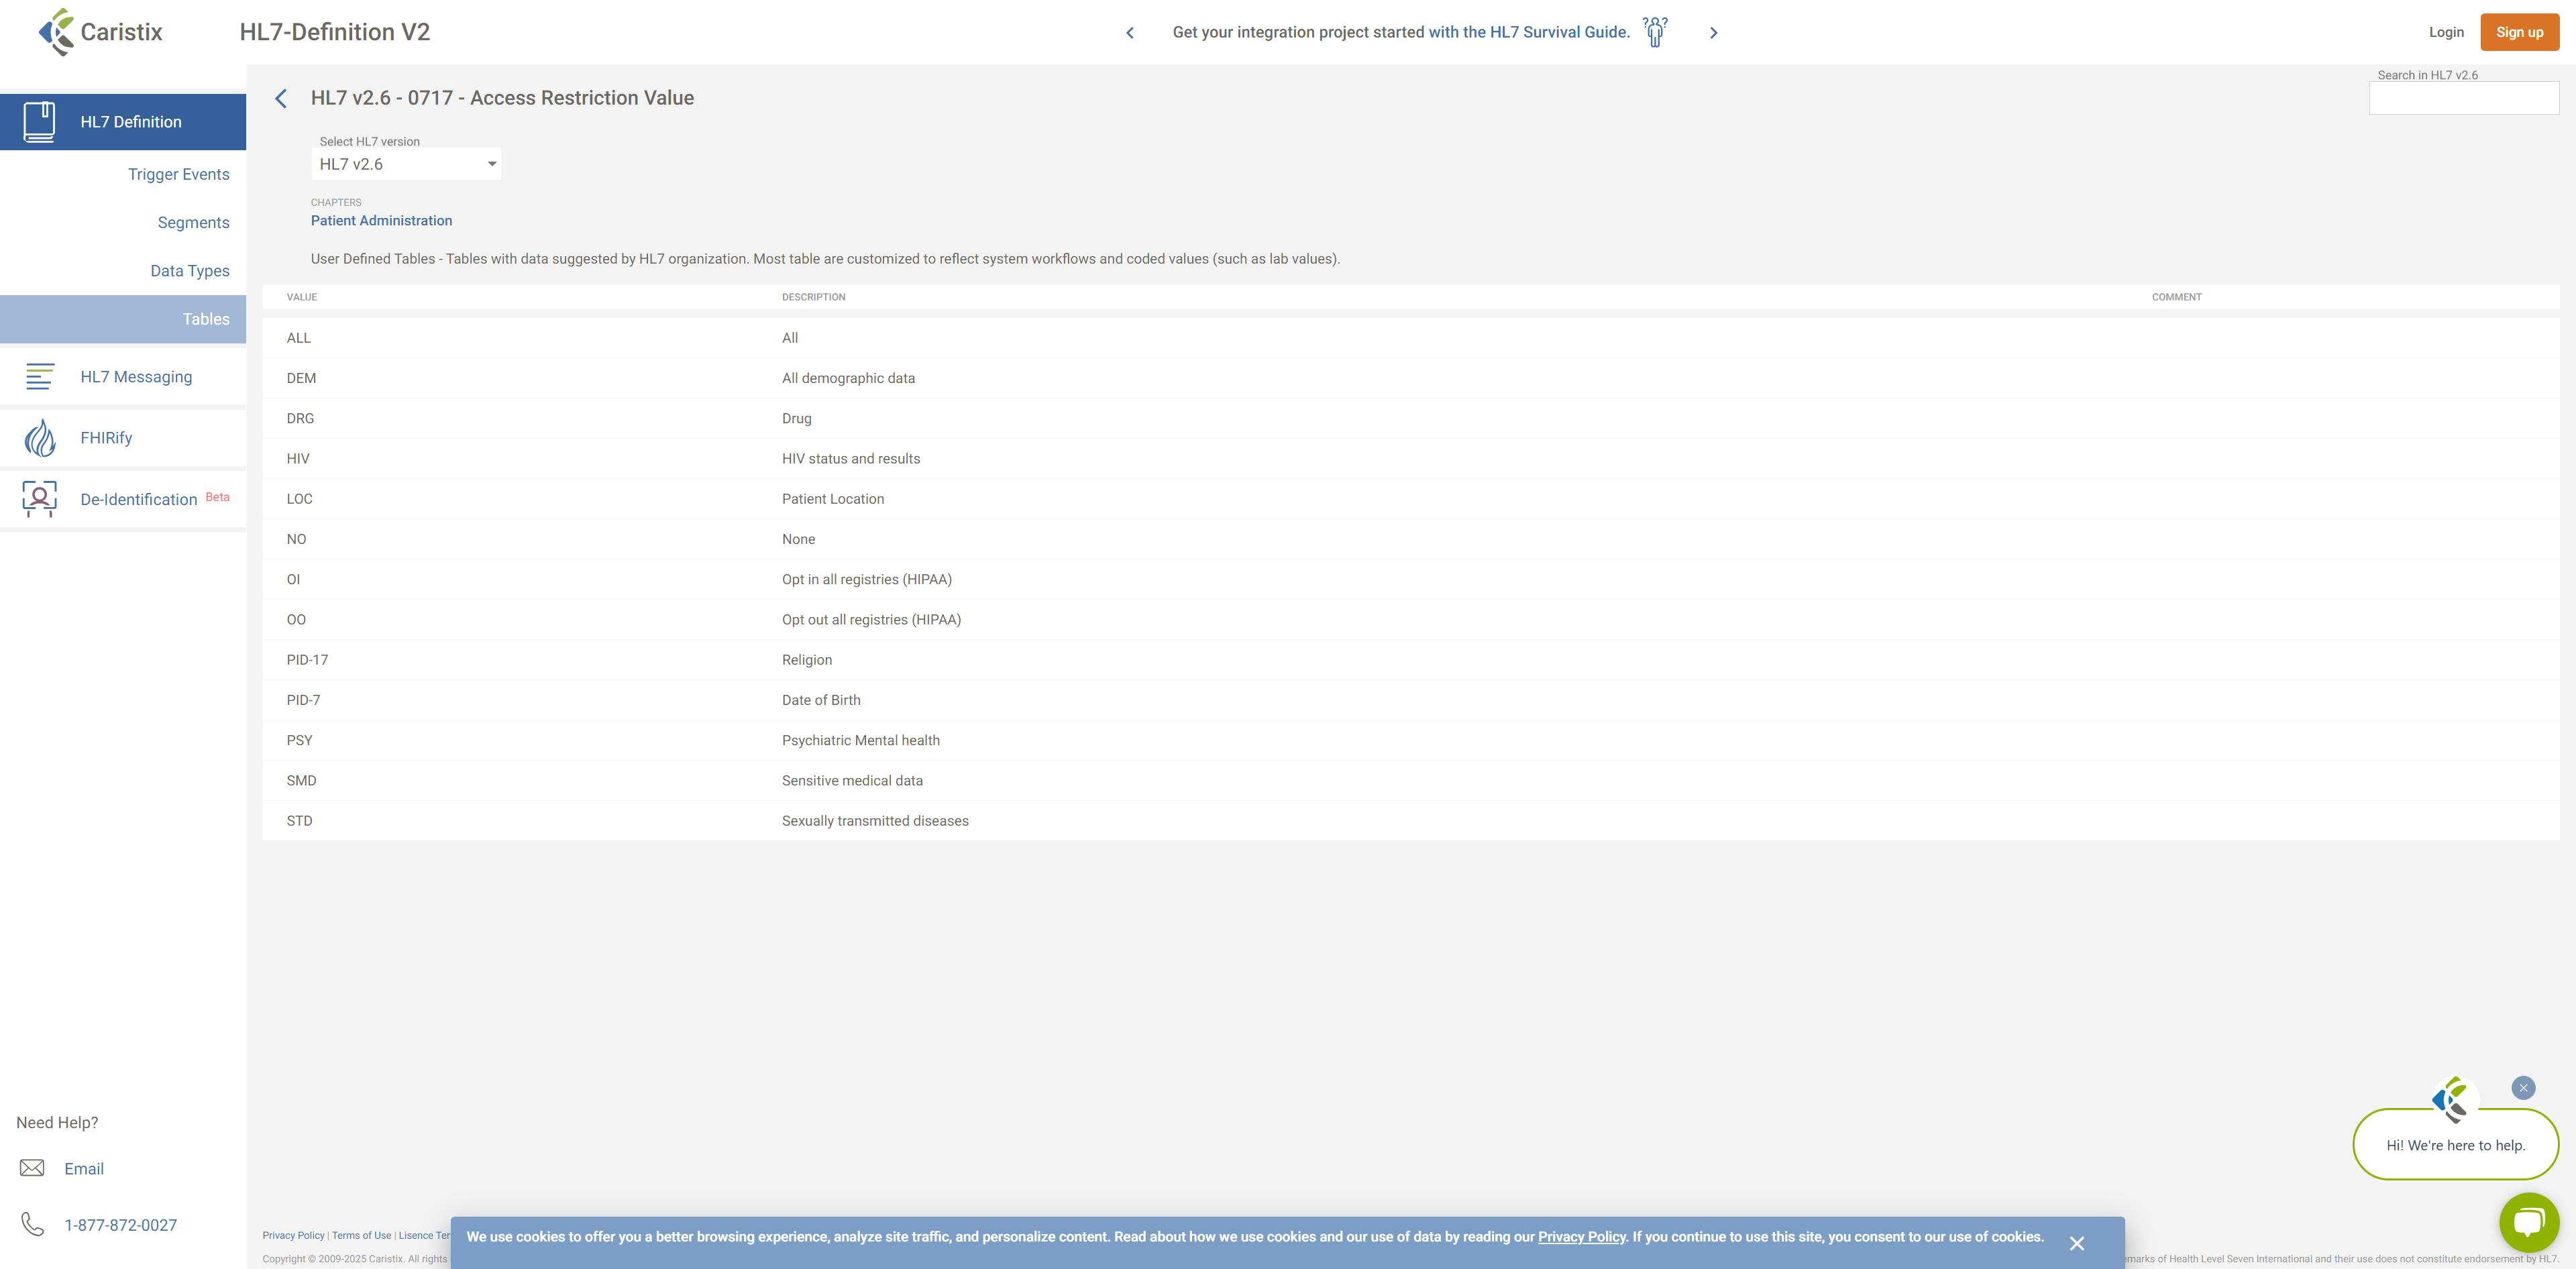 Caristix
HL7-Definition V2
Get your integration project started with the HL7 Survival Guide.
Login
Sign up
HL7 Definition
Trigger Events
Segments
Data Types
Tables
HL7 Messaging
FHIRify
De-Identification Beta
Need Help?
Email
1-877-872-0027
HL7 v2.6 - 0717 - Access Restriction Value
Search in HL7 v2.6
Select HL7 version
HL7 v2.6
CHAPTERS
Patient Administration
User Defined Tables - Tables with data suggested by HL7 organization. Most table are customized to reflect system workflows and coded values (such as lab values).
VALUE DESCRIPTION COMMENT
ALL All
DEM All demographic data
DRG Drug
HIV HIV status and results
LOC Patient Location
NO None
OI Opt in all registries (HIPAA)
OO Opt out all registries (HIPAA)
PID-17 Religion
PID-7 Date of Birth
PSY Psychiatric Mental health
SMD Sensitive medical data
STD Sexually transmitted diseases
Hi! We're here to help.
Privacy Policy | Terms of Use | Lisence Ter
We use cookies to offer you a better browsing experience, analyze site traffic, and personalize content. Read about how we use cookies and our use of data by reading our Privacy Policy. If you continue to use this site, you consent to our use of cookies.
Copyright © 2009-2025 Caristix. All rights
emarks of Health Level Seven International and their use does not constitute endorsement by HL7.